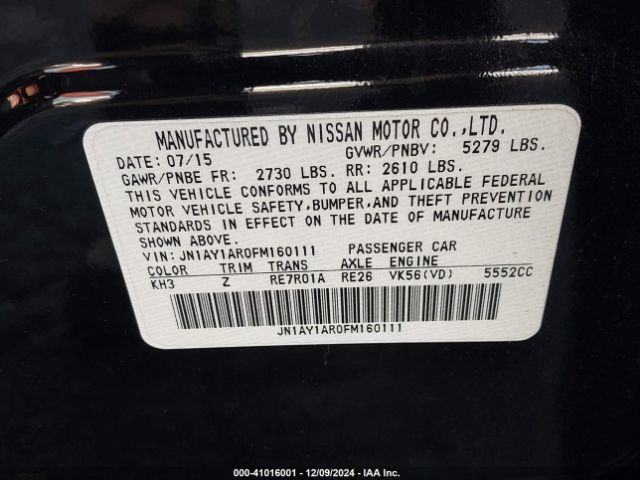 MANUFACTURED BY NISSAN MOTOR CO.,LTD.
DATE: 07/15 GVWR/PNBV: 5279 LBS.
GAWR/PNBE FR: 2730 LBS. RR: 2610 LBS.
THIS VEHICLE CONFORMS TO ALL APPLICABLE FEDERAL
MOTOR VEHICLE SAFETY,BUMPER,AND THEFT PREVENTION
STANDARDS IN EFFECT ON THE DATE OF MANUFACTURE
SHOWN ABOVE.
VIN: JN1AY1AR0FM160111 PASSENGER CAR
COLOR TRIM TRANS AXLE ENGINE
KH3 Z RE7R01A RE26 VK56(VD) 5552CC
JN1AY1AR0FM160111
000-41016001 - 12/09/2024 - IAA Inc.